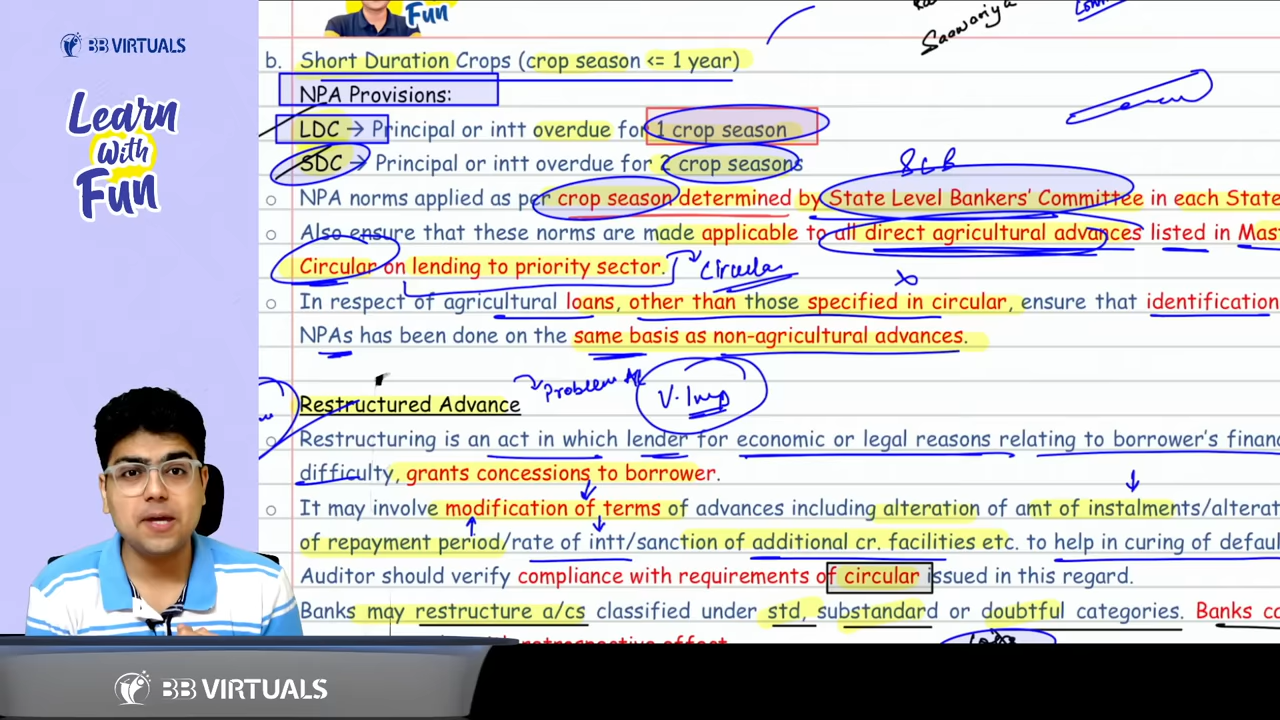 BB VIRTUALS
Learn
with
Fun
Fun
Saawariya
b. Short Duration Crops (crop season <= 1 year)
NPA Provisions:
LDC → Principal or intt overdue for 1 crop season
SDC → Principal or intt overdue for 2 crop seasons
SLB
NPA norms applied as per crop season determined by State Level Bankers' Committee in each State
Also ensure that these norms are made applicable to all direct agricultural advances listed in Mast
Circular on lending to priority sector.
Circular
In respect of agricultural loans, other than those specified in circular, ensure that identification
NPAs has been done on the same basis as non-agricultural advances.
Restructured Advance
Problem
V. Imp
Restructuring is an act in which lender for economic or legal reasons relating to borrower's finan
difficulty, grants concessions to borrower.
It may involve modification of terms of advances including alteration of amt of instalments/alterat
of repayment period/rate of intt/sanction of additional cr. facilities etc. to help in curing of defaul
Auditor should verify compliance with requirements of circular issued in this regard.
Banks may restructure a/cs classified under std, substandard or doubtful categories. Banks ca
retrospective effect
BB VIRTUALS